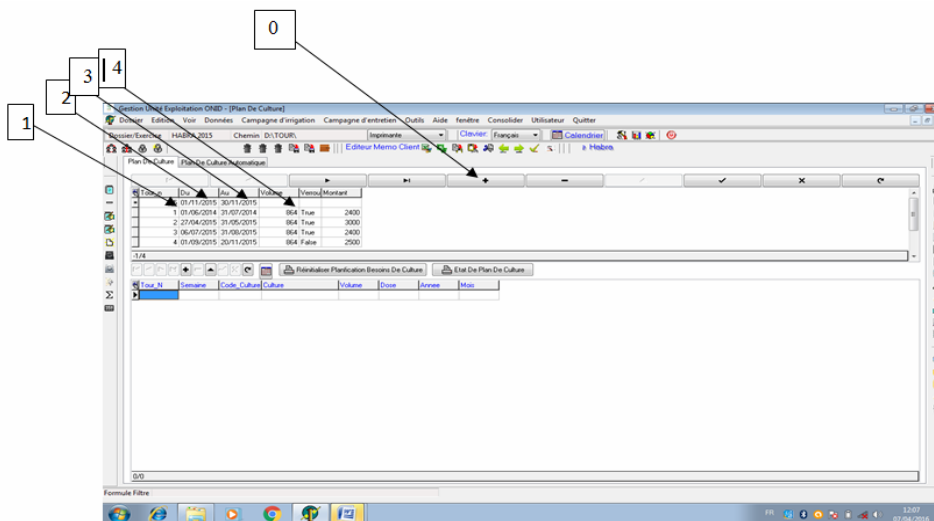 0
4
3
2
1
Gestion Unité Exploitation ONID - [Plan De Culture]
Dossier Edition Voir Données Campagne d'irrigation Campagne d'entretien Outils Aide fenêtre Consolider Utilisateur Quitter
Dossier/Exercice HABRA 2015 Chemin D:\TOUR\ Imprimante Clavier: Français Calendrier
Editeur Memo Client Habra
Plan De Culture Plan De Culture Automatique
Tour_n Du Au Volume Verrou Montant
01/11/2015 30/11/2015
1 01/06/2014 31/07/2014 864 True 2400
2 27/04/2015 31/05/2015 864 True 3000
3 06/07/2015 31/08/2015 864 True 2400
4 01/09/2015 20/11/2015 864 False 2500
-1/4
Réinitialiser Planification Besoins De Culture Etat De Plan De Culture
Tour_N Semaine Code_Culture Culture Volume Dose Annee Mois
0/0
Formule Filtre
FR 12:07
07/04/2016